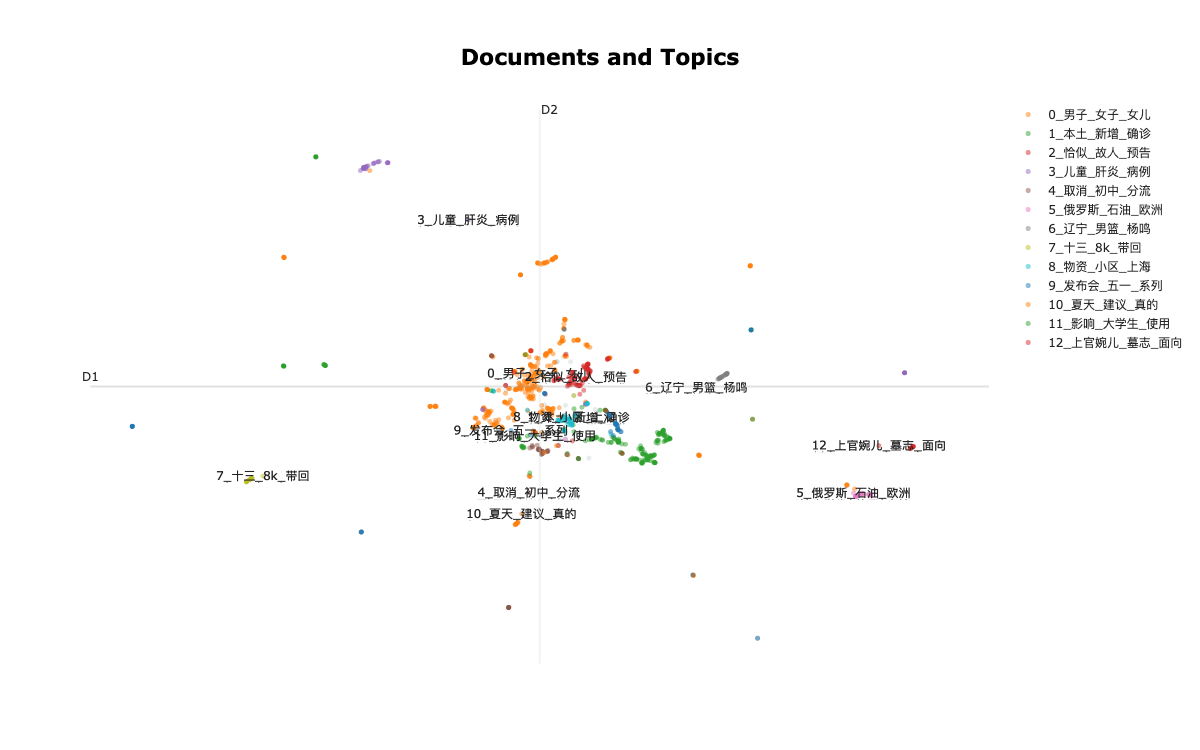 Documents and Topics
D2
D1
0_男子_女子_女儿
1_本土_新增_确诊
2_恰似_故人_预告
3_儿童_肝炎_病例
4_取消_初中_分流
5_俄罗斯_石油_欧洲
6_辽宁_男篮_杨鸣
7_十三_8k_带回
8_物资_小区_上海
9_发布会_五一_系列
10_夏天_建议_真的
11_影响_大学生_使用
12_上官婉儿_墓志_面向
3_儿童_肝炎_病例
0_男子_女子_女儿
2_恰似_故人_预告
6_辽宁_男篮_杨鸣
8_物资_小区_上海
1_本土_新增_确诊
9_发布会_五一_系列
11_影响_大学生_使用
12_上官婉儿_墓志_面向
7_十三_8k_带回
4_取消_初中_分流
5_俄罗斯_石油_欧洲
10_夏天_建议_真的